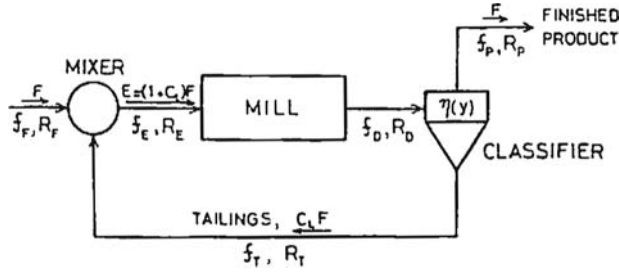 F
FINISHED
PRODUCT
f_P, R_P
MIXER
F
E=(1+C_L)F
MILL
η(y)
f_F, R_F
f_E, R_E
f_D, R_D
CLASSIFIER
TAILINGS, C_L F
f_T, R_T